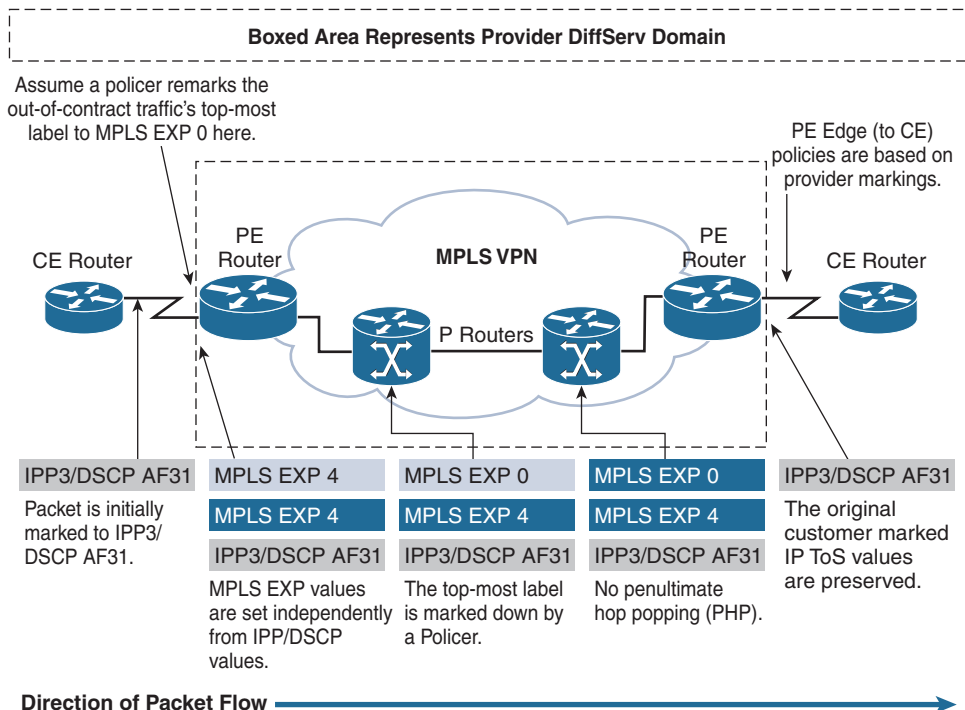 Boxed Area Represents Provider DiffServ Domain
Assume a policer remarks the
out-of-contract traffic's top-most
label to MPLS EXP 0 here.
PE Edge (to CE)
policies are based on
provider markings.
CE Router
PE
Router
MPLS VPN
PE
Router
CE Router
P Routers
IPP3/DSCP AF31
Packet is initially
marked to IPP3/
DSCP AF31.
MPLS EXP 4
MPLS EXP 4
IPP3/DSCP AF31
MPLS EXP values
are set independently
from IPP/DSCP
values.
MPLS EXP 0
MPLS EXP 4
IPP3/DSCP AF31
The top-most label
is marked down by
a Policer.
MPLS EXP 0
MPLS EXP 4
IPP3/DSCP AF31
No penultimate
hop popping (PHP).
IPP3/DSCP AF31
The original
customer marked
IP ToS values
are preserved.
Direction of Packet Flow